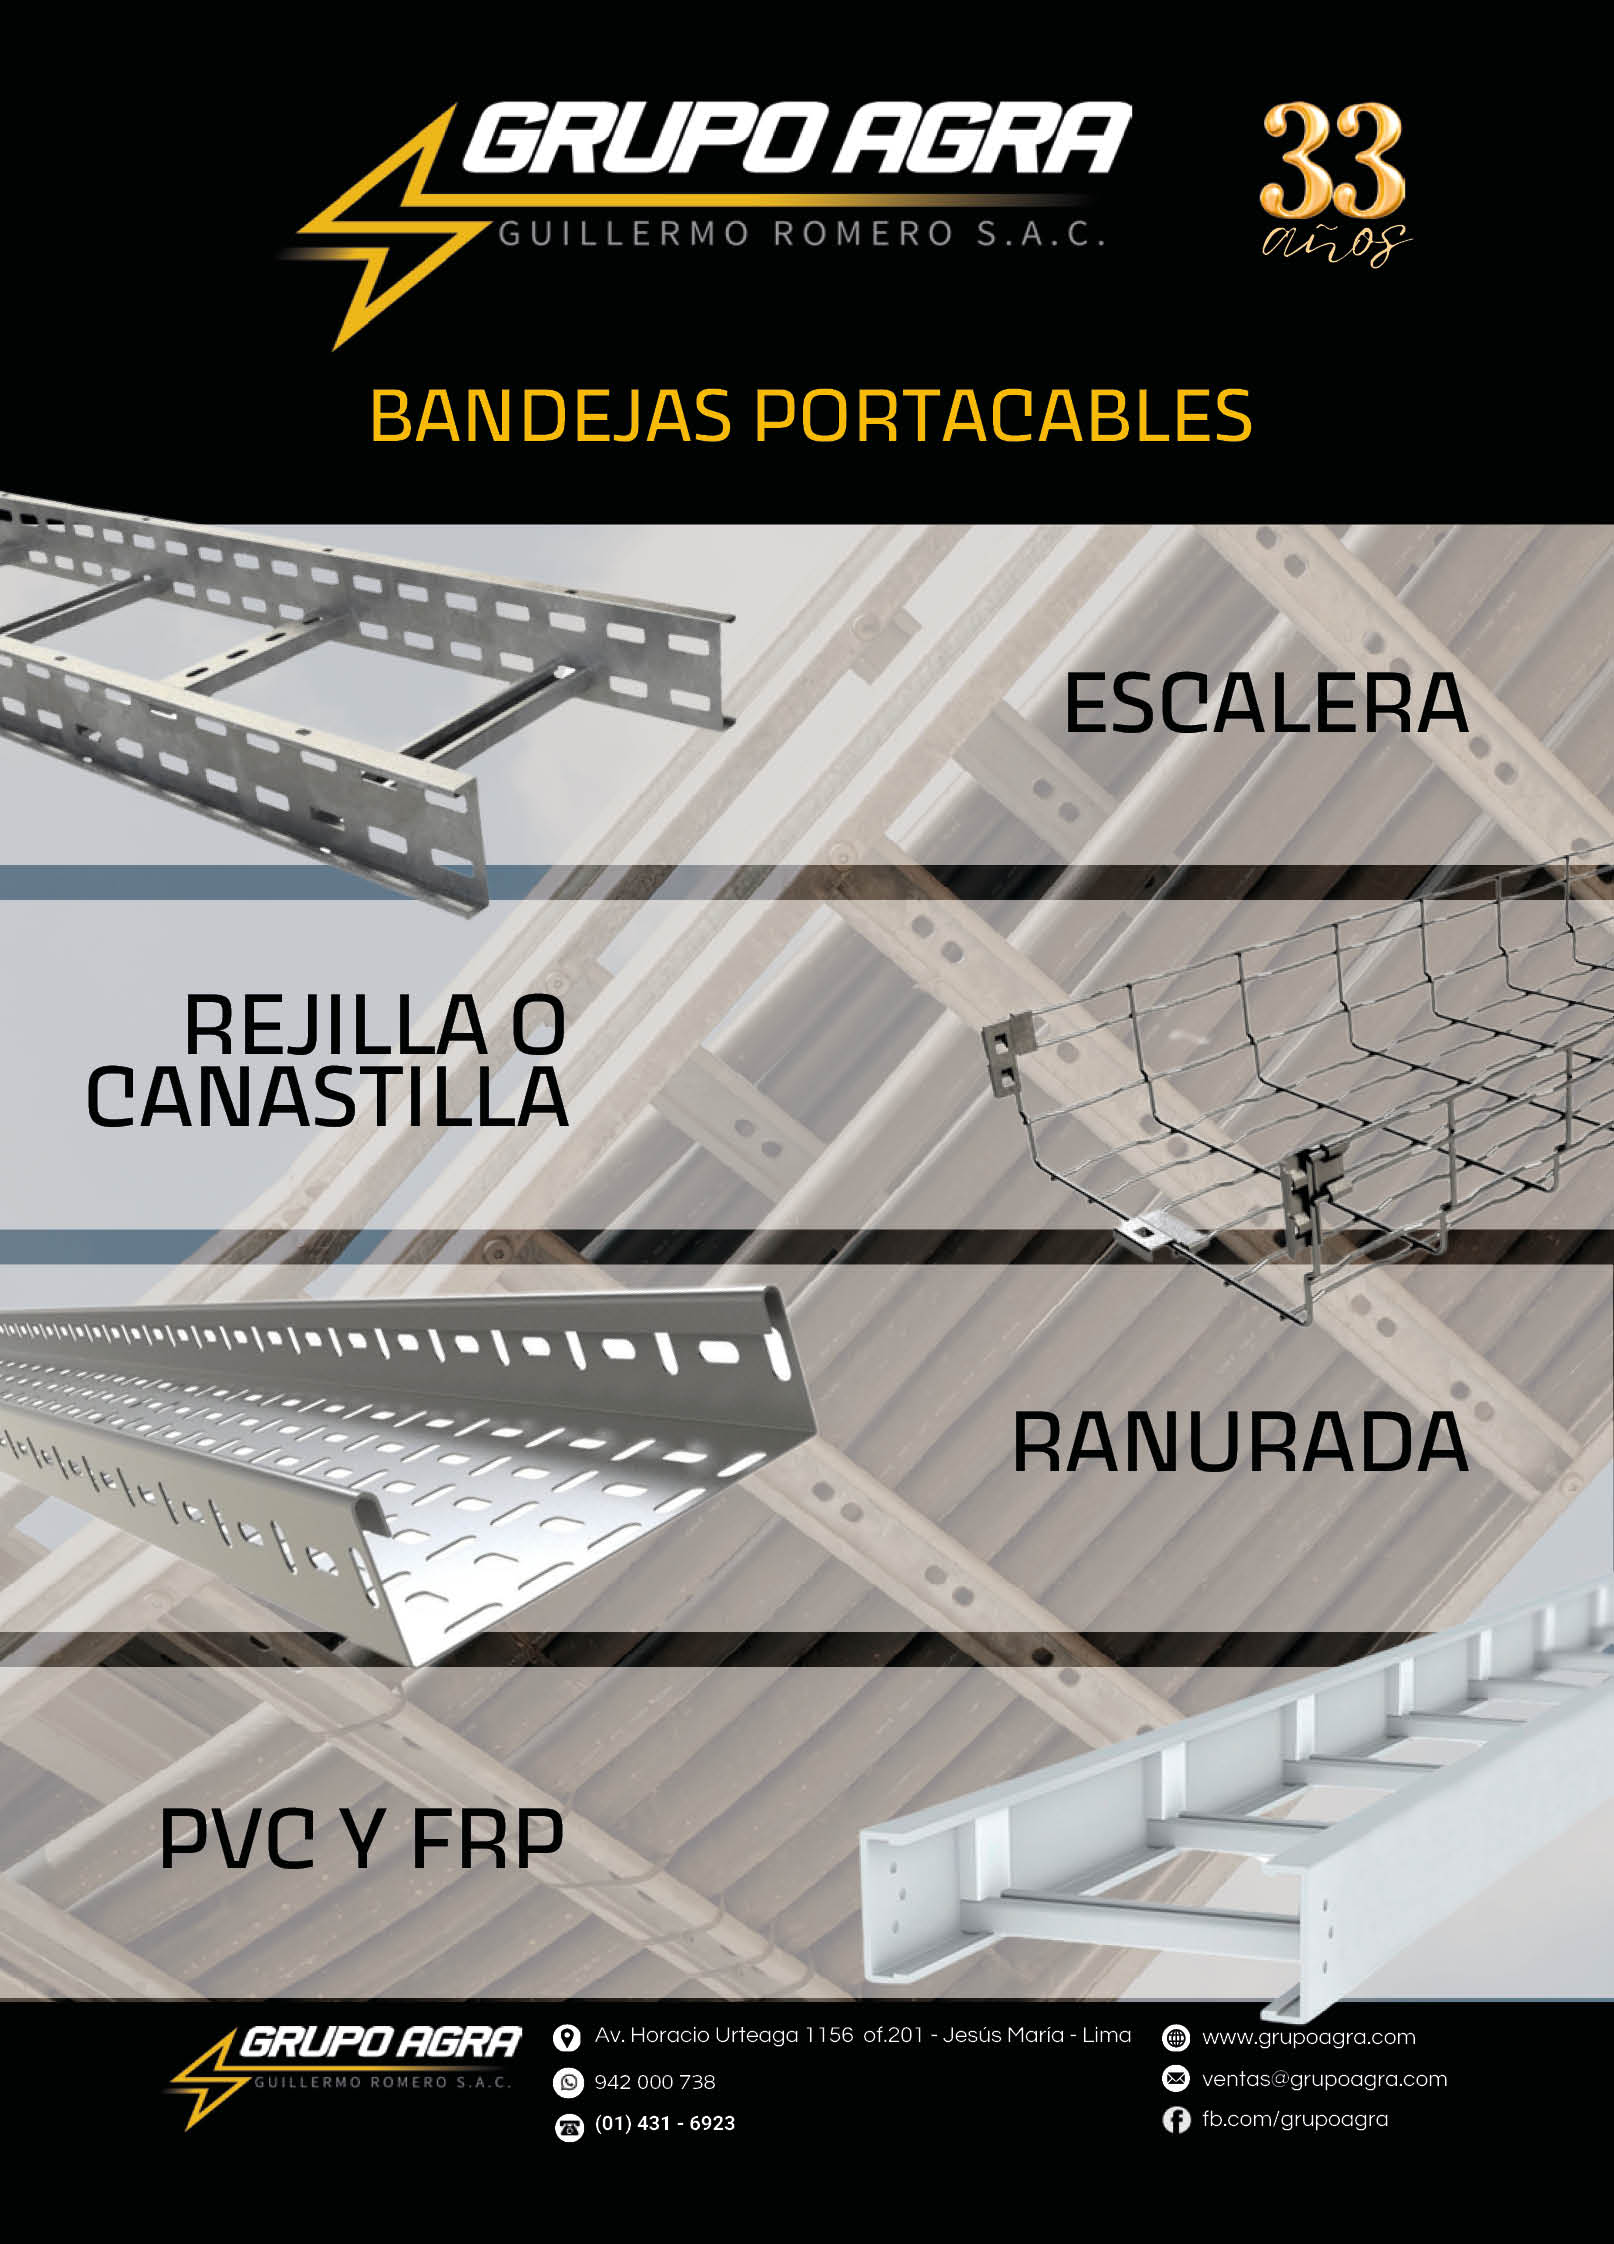 GRUPO AGRA
GUILLERMO ROMERO S.A.C.
33
años
BANDEJAS PORTACABLES
ESCALERA
REJILLA O
CANASTILLA
RANURADA
PVC Y FRP
GRUPO AGRA
GUILLERMO ROMERO S.A.C.
Av. Horacio Urteaga 1156 of.201 - Jesús María - Lima
942 000 738
(01) 431 - 6923
www.grupoagra.com
ventas@grupoagra.com
fb.com/grupoagra